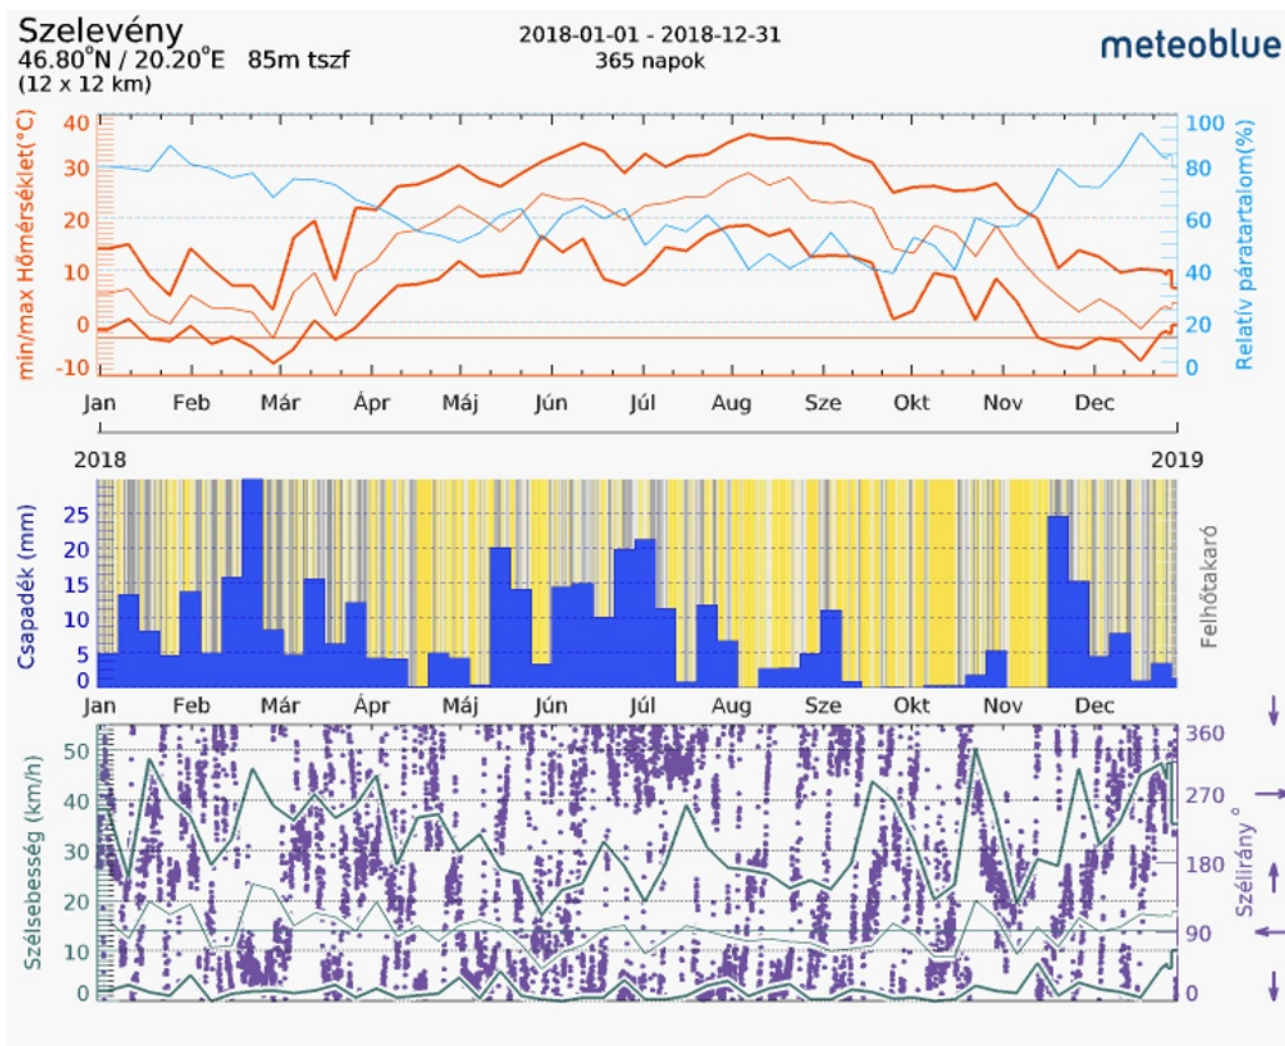 Szelevény
46.80°N / 20.20°E 85m tszf
(12 x 12 km)
2018-01-01 - 2018-12-31
365 napok
meteoblue
min/max Hőmérséklet(°C)
40
30
20
10
0
-10
100
80
60
40
20
0
Relatív páratartalom(%)
Jan Feb Már Ápr Máj Jún Júl Aug Sze Okt Nov Dec
2018 2019
Csapadék (mm)
25
20
15
10
5
0
Felhőtakaró
Jan Feb Már Ápr Máj Jún Júl Aug Sze Okt Nov Dec
Szélsebesség (km/h)
50
40
30
20
10
0
360
270
180
90
0
Szélirány °